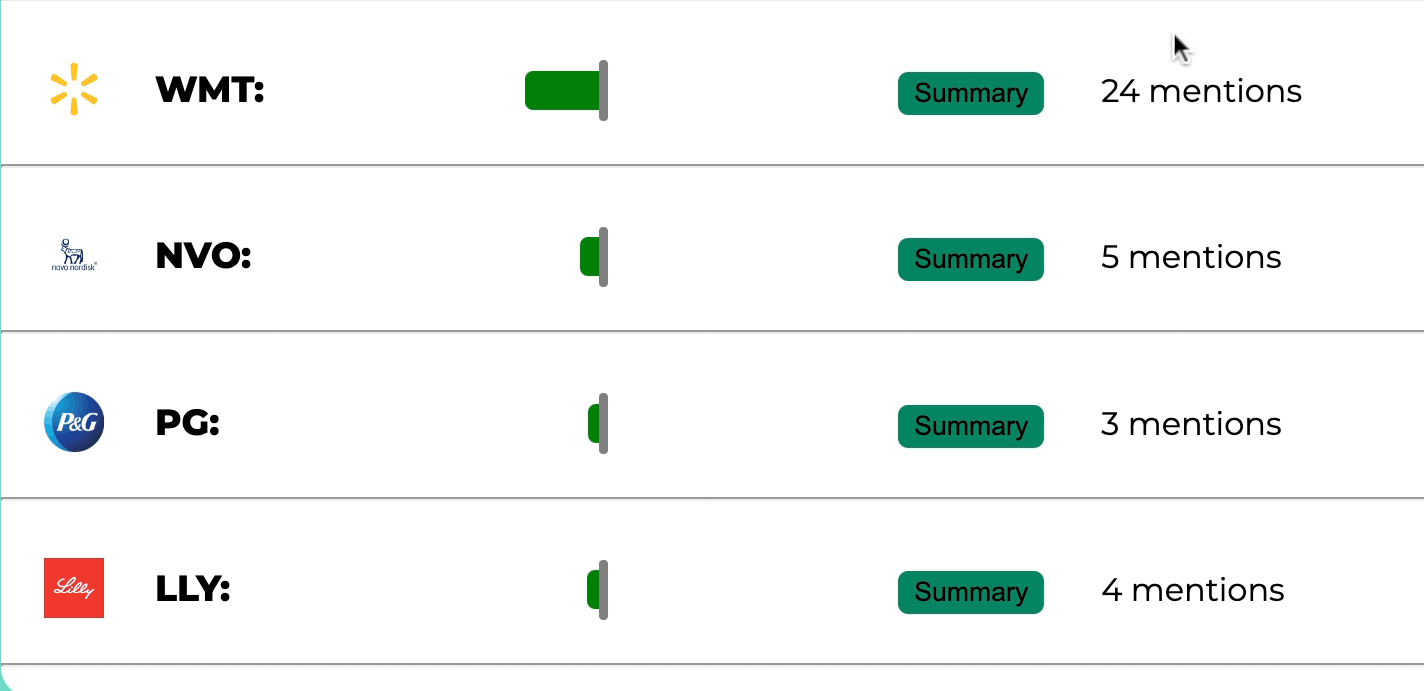 WMT: Summary 24 mentions
novo nordisk®
NVO: Summary 5 mentions
P&G
PG: Summary 3 mentions
Lilly
LLY: Summary 4 mentions